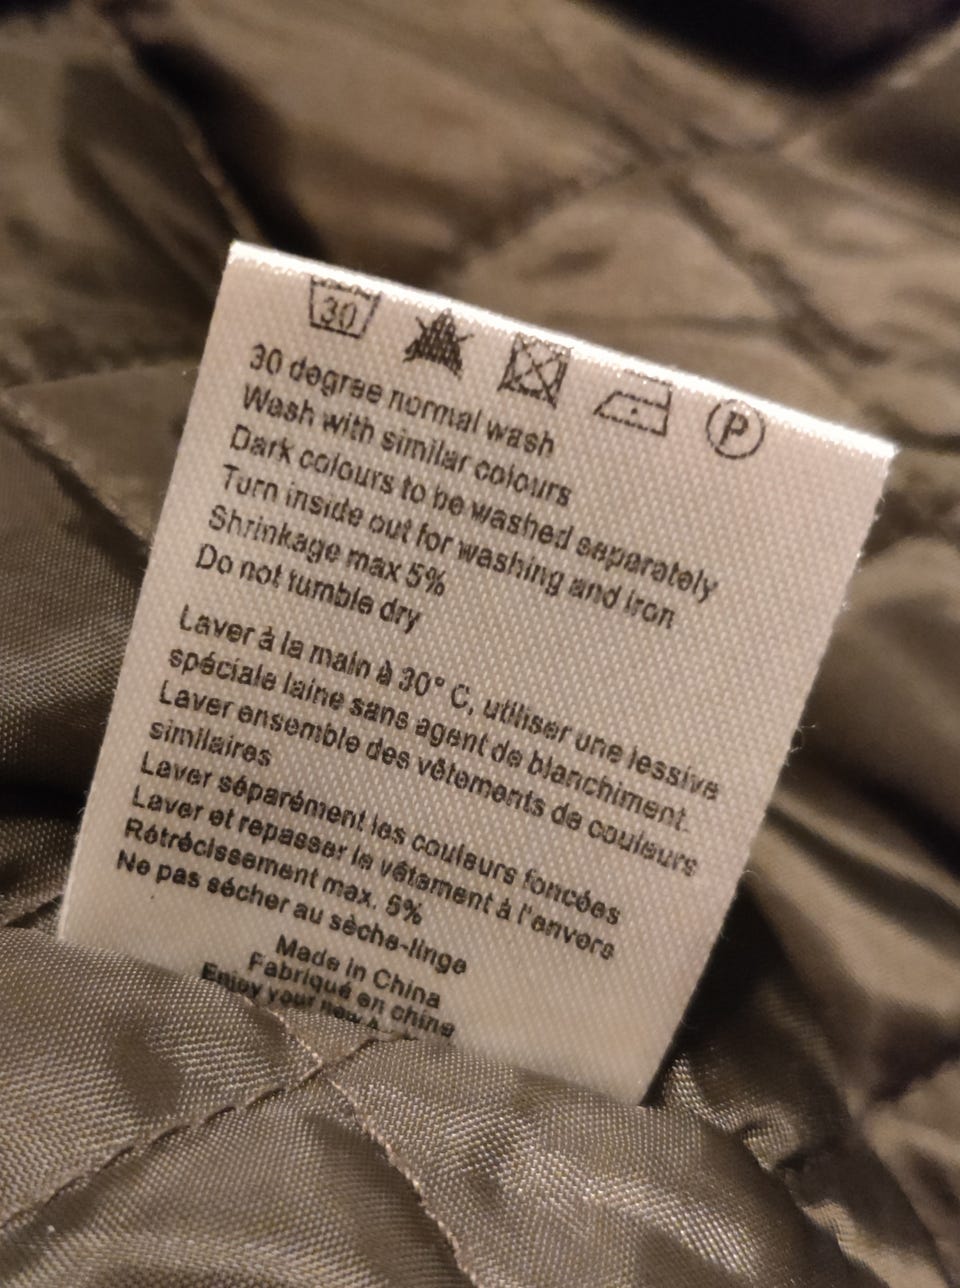 30
P
30 degree normal wash
Wash with similar colours
Dark colours to be washed separately
Turn inside out for washing and iron
Shrinkage max 5%
Do not tumble dry
Laver à la main à 30° C, utiliser une lessive
spéciale laine sans agent de blanchiment.
Laver ensemble des vêtements de couleurs
similaires
Laver séparément les couleurs foncées
Laver et repasser le vêtement à l'envers
Rétrécissement max. 5%
Ne pas sécher au sèche-linge
Made in China
Fabriqué en chine
Enjoy your new